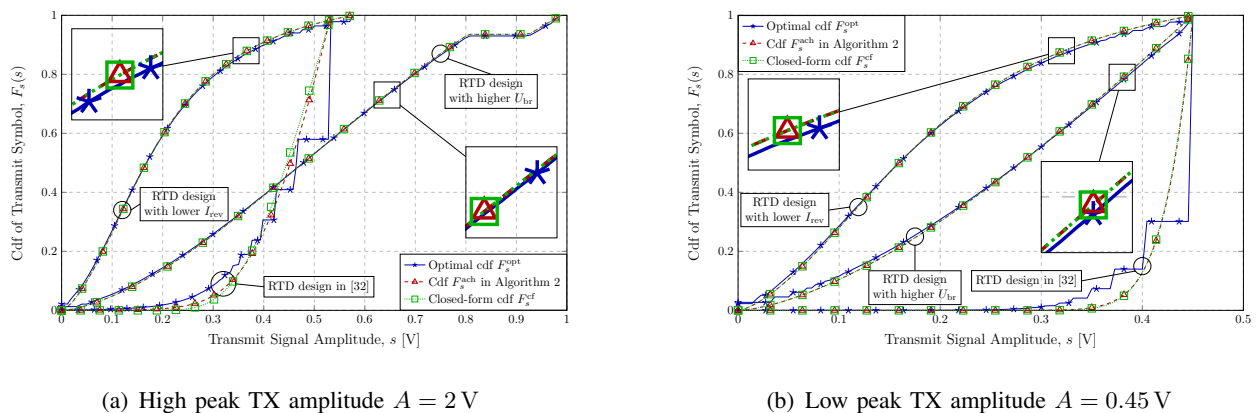 1
0.8
0.6
0.4
0.2
0
Cdf of Transmit Symbol, F_s(s)
RTD design
with higher U_br
RTD design
with lower I_rev
RTD design in [32]
Optimal cdf F_s^opt
Cdf F_s^ach in Algorithm 2
Closed-form cdf F_s^cf
0 0.1 0.2 0.3 0.4 0.5 0.6 0.7 0.8 0.9 1
Transmit Signal Amplitude, s [V]
(a) High peak TX amplitude A = 2 V
1
0.8
0.6
0.4
0.2
0
Cdf of Transmit Symbol, F_s(s)
Optimal cdf F_s^opt
Cdf F_s^ach in Algorithm 2
Closed-form cdf F_s^cf
RTD design
with lower I_rev
RTD design
with higher U_br
RTD design in [32]
0 0.1 0.2 0.3 0.4 0.5
Transmit Signal Amplitude, s [V]
(b) Low peak TX amplitude A = 0.45 V